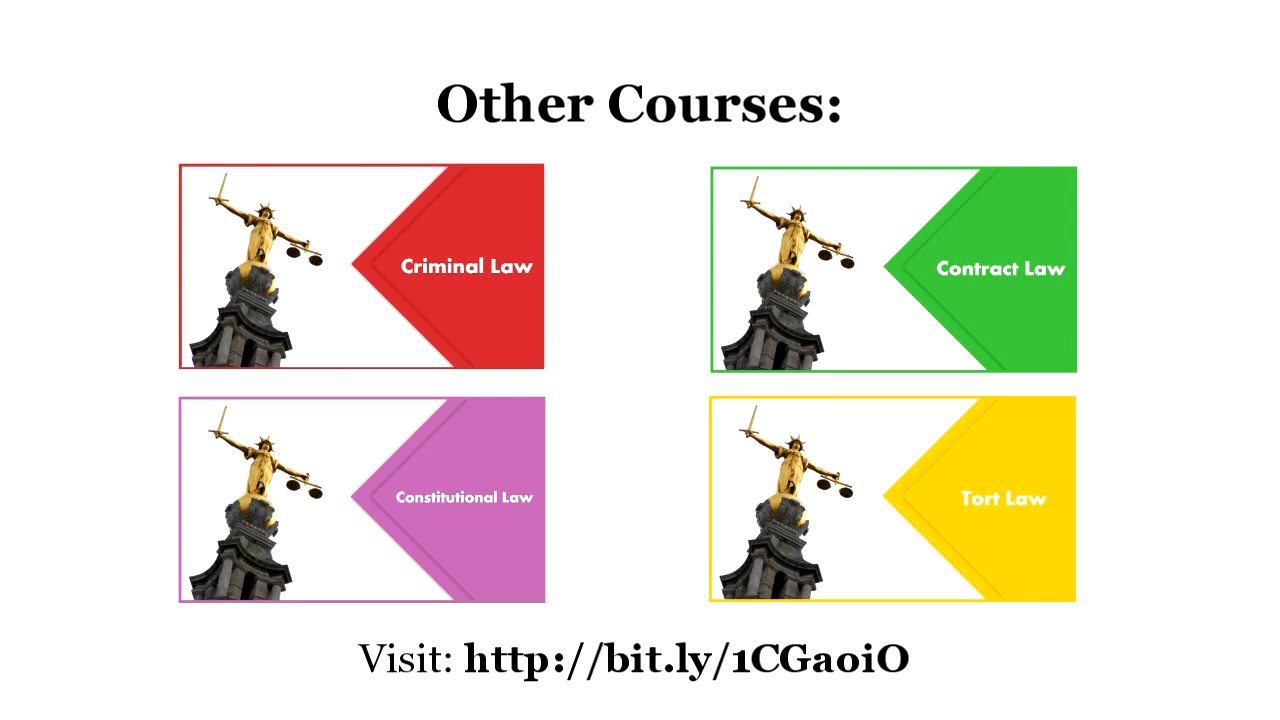 Other Courses:
Criminal Law
Contract Law
Constitutional Law
Tort Law
Visit: http://bit.ly/1CGaoiO